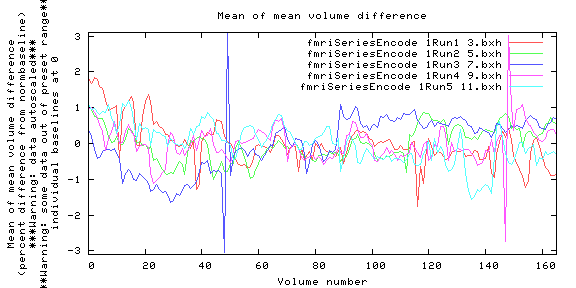 Mean of mean volume difference
Mean of mean volume difference
(percent difference from normbaseline)
***Warning: data autoscaled***
**Warning: some data out of preset range**
individual baselines at 0
fmriSeriesEncode 1Run1 3.bxh
fmriSeriesEncode 1Run2 5.bxh
fmriSeriesEncode 1Run3 7.bxh
fmriSeriesEncode 1Run4 9.bxh
fmriSeriesEncode 1Run5 11.bxh
3
2
1
0
-1
-2
-3
0 20 40 60 80 100 120 140 160
Volume number